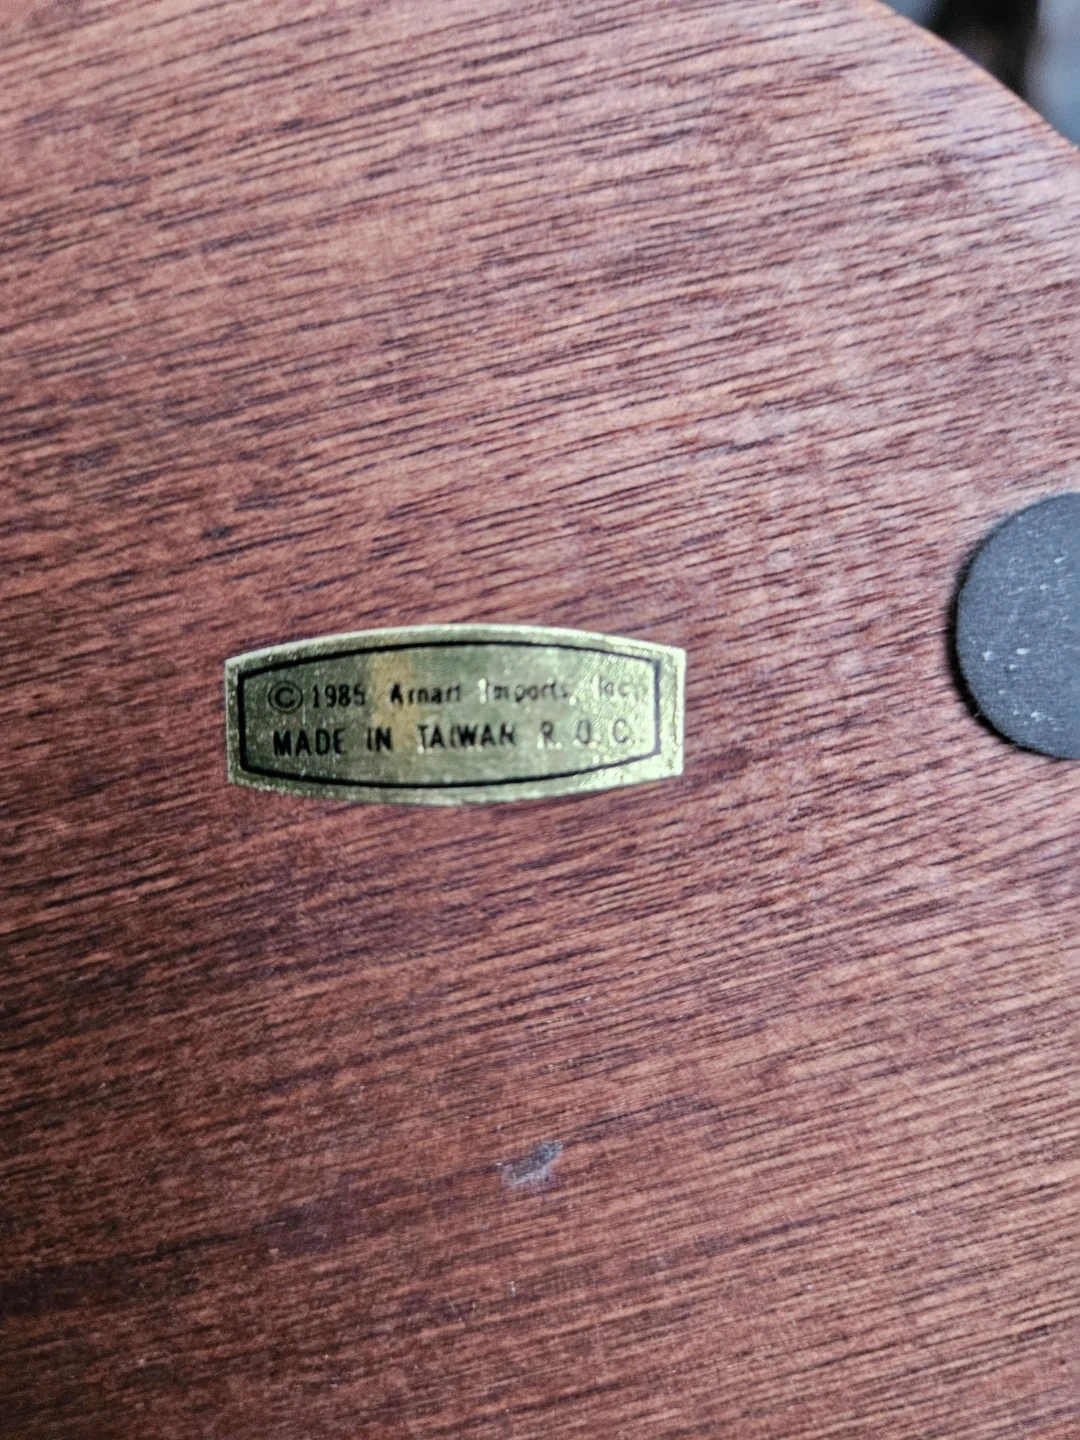 © 1985 Arnart Imports, Inc.
MADE IN TAIWAN R.O.C.